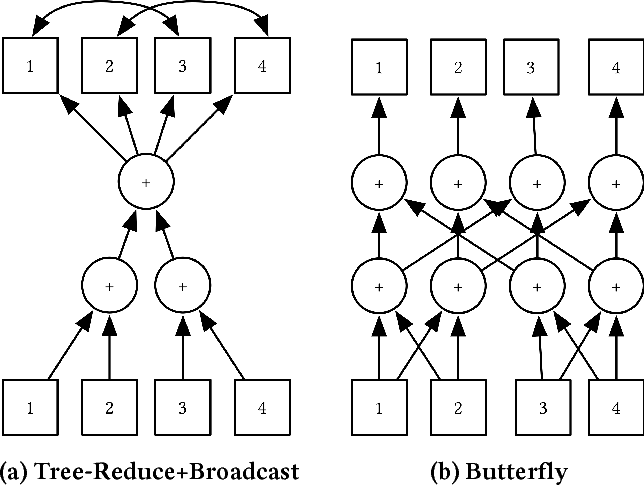 1 2 3 4
+
+ +
1 2 3 4
(a) Tree-Reduce+Broadcast
1 2 3 4
+ + + +
+ + + +
1 2 3 4
(b) Butterfly